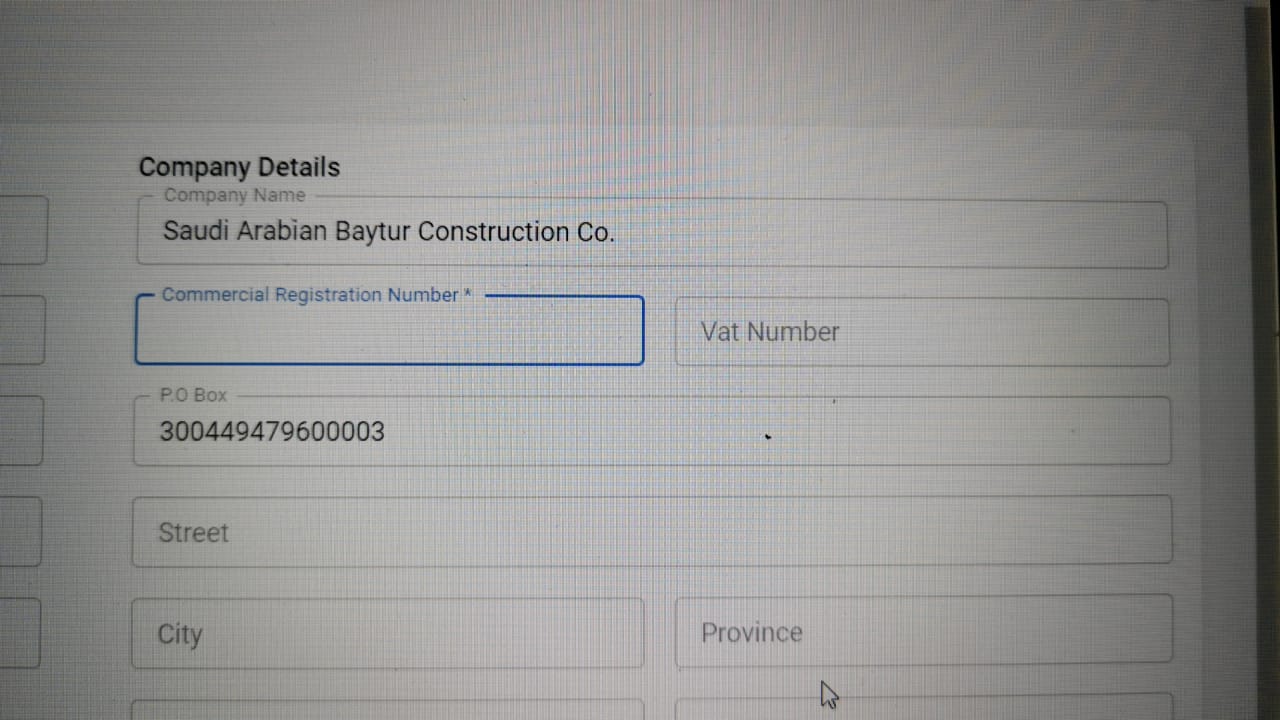 Company Details
Company Name
Saudi Arabian Baytur Construction Co.
Commercial Registration Number *
Vat Number
P.O Box
300449479600003
Street
City
Province